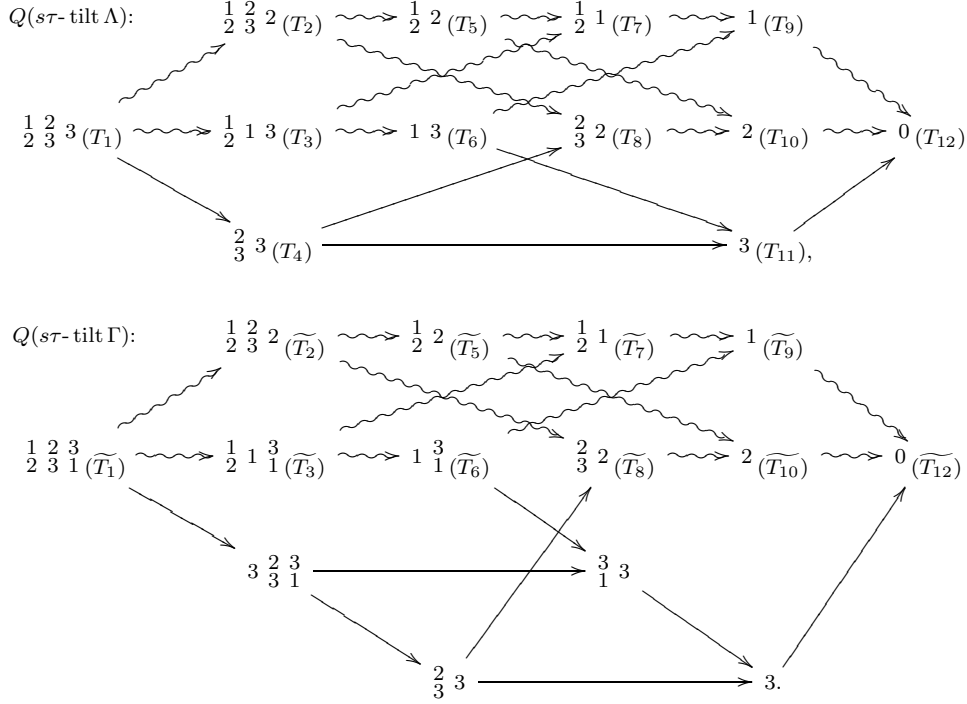 Q(sτ- tilt Λ):
1 2 2 3 2 (T2) 1 2 2 (T5) 1 2 1 (T7) 1 (T9)
1 2 2 3 3 (T1) 1 2 1 3 (T3) 1 3 (T6) 2 3 2 (T8) 2 (T10) 0 (T12)
2 3 3 (T4) 3 (T11),
Q(sτ- tilt Γ):
1 2 2 3 2 (T̃2) 1 2 2 (T̃5) 1 2 1 (T̃7) 1 (T̃9)
1 2 2 3 3 1 (T̃1) 1 2 1 3 1 (T̃3) 1 3 1 (T̃6) 2 3 2 (T̃8) 2 (T̃10) 0 (T̃12)
3 2 3 3 1 3 1 3
2 3 3 3.